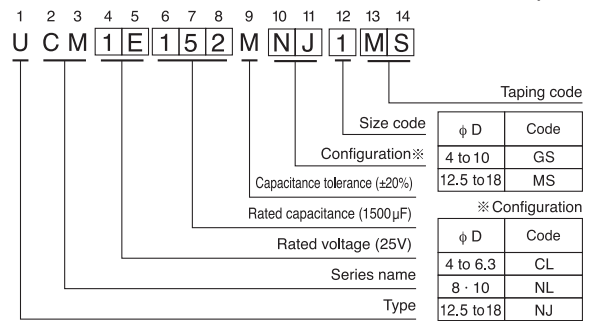 1 2 3 4 5 6 7 8 9 10 11 12 13 14
U C M 1 E 1 5 2 M N J 1 M S
Taping code
Size code
φ D Code
4 to 10 GS
12.5 to 18 MS
Configuration※
Capacitance tolerance (±20%)
Rated capacitance (1500µF)
Rated voltage (25V)
Series name
Type
※Configuration
φ D Code
4 to 6.3 CL
8 · 10 NL
12.5 to 18 NJ